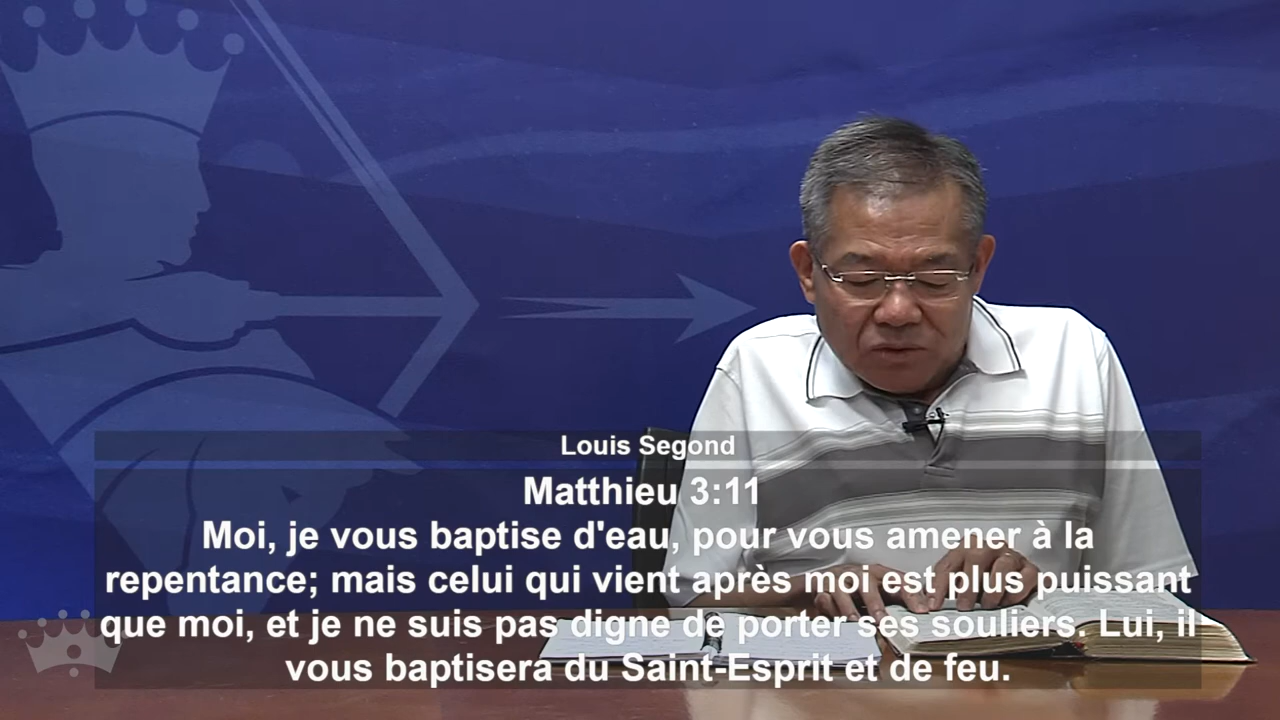 Louis Segond
Matthieu 3:11
Moi, je vous baptise d'eau, pour vous amener à la
repentance; mais celui qui vient après moi est plus puissant
que moi, et je ne suis pas digne de porter ses souliers. Lui, il
vous baptisera du Saint-Esprit et de feu.